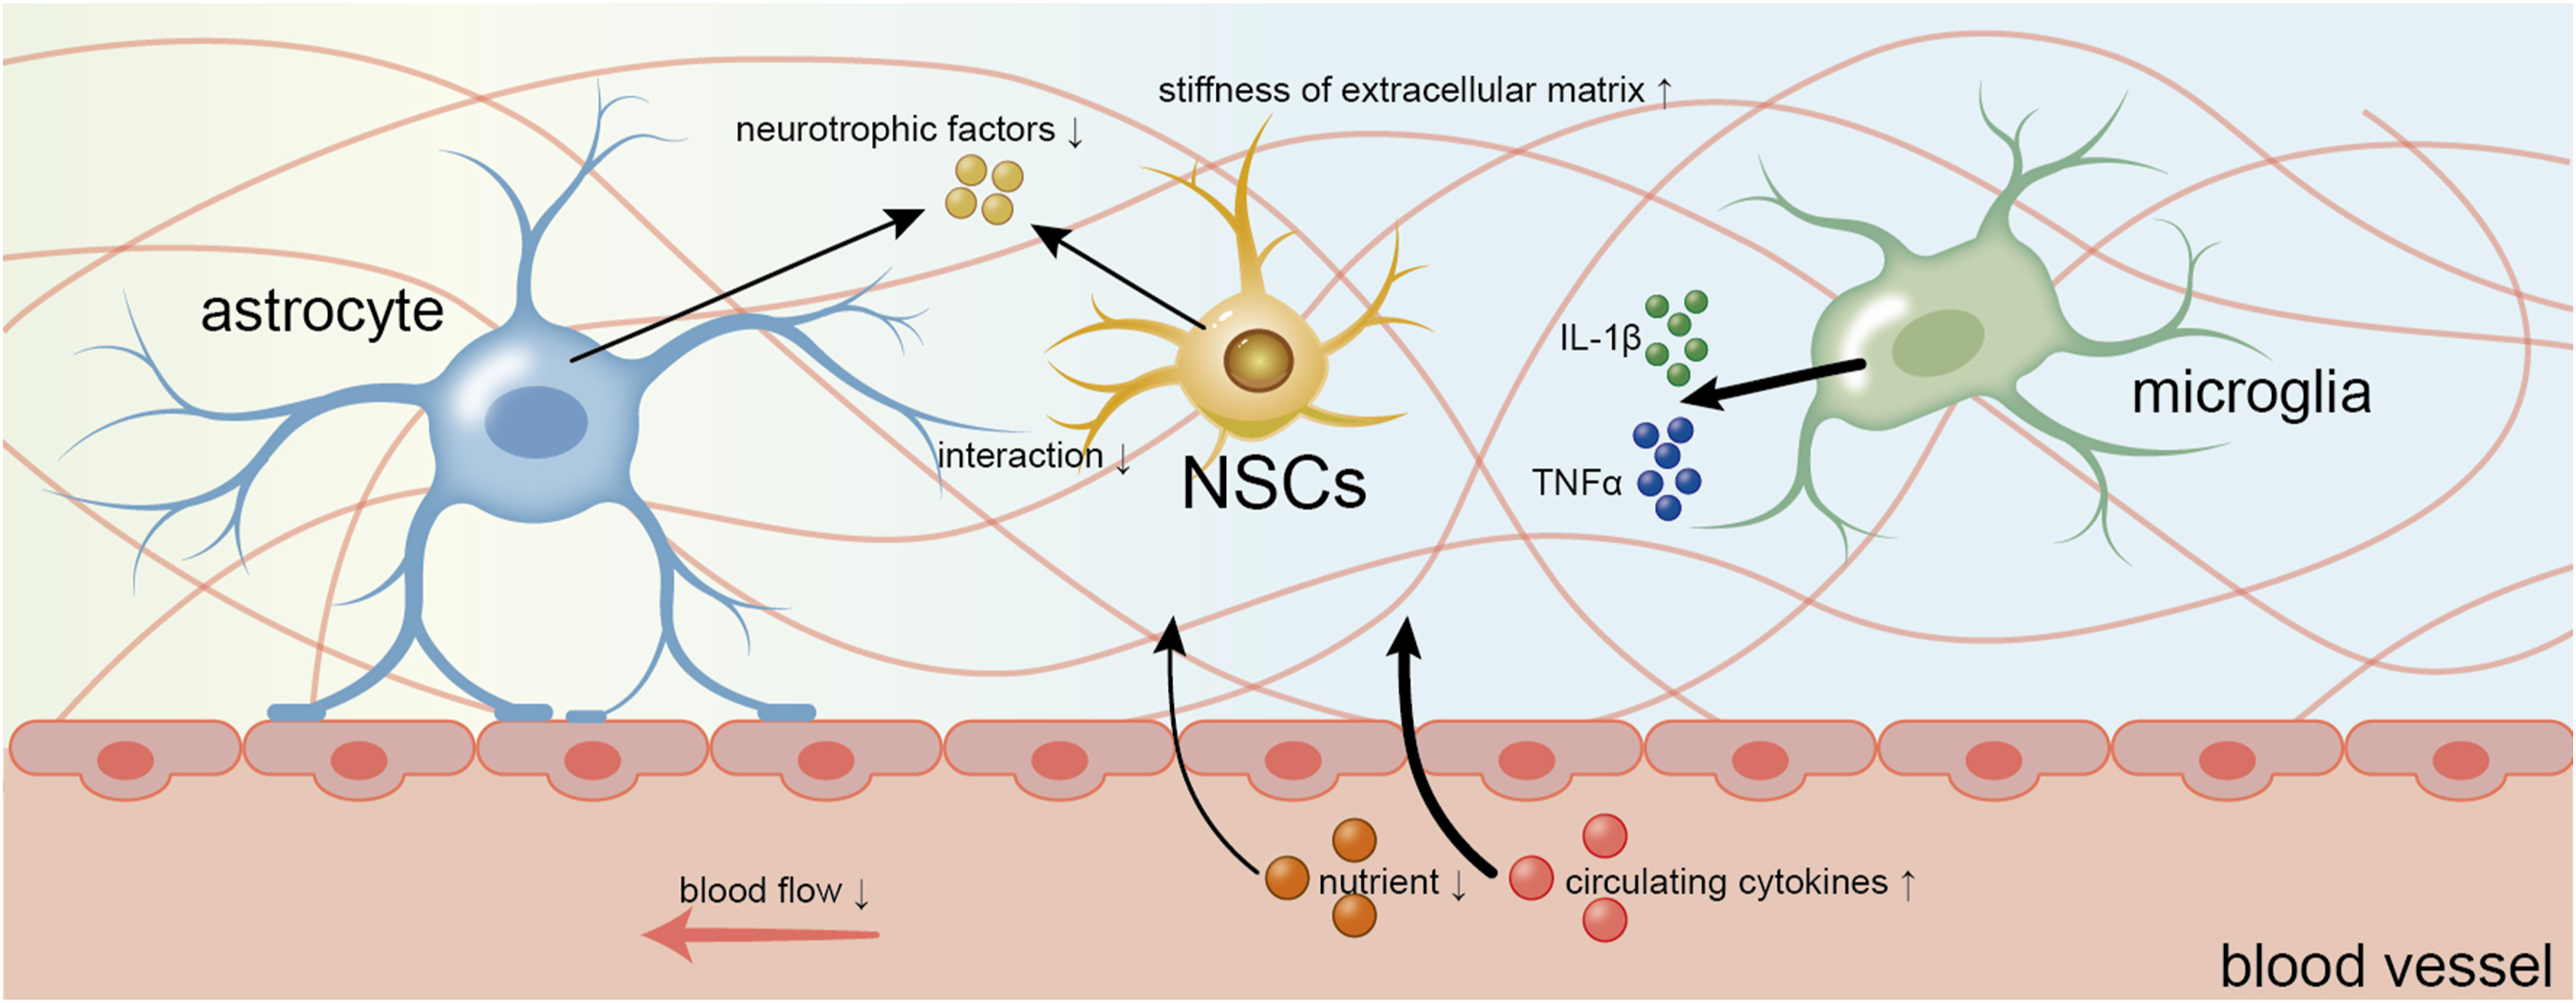 stiffness of extracellular matrix ↑
neurotrophic factors ↓
astrocyte
IL-1β
microglia
interaction ↓
NSCs
TNFα
blood flow ↓
nutrient ↓
circulating cytokines ↑
blood vessel